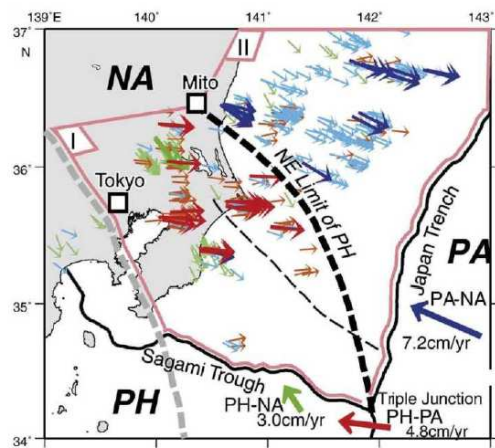 139°E 140° 141° 142° 143°
37°
N
II
NA
Mito
36°
I
Tokyo
NE Limit of PH
Japan Trench
PA
35°
PA-NA
7.2cm/yr
Sagami Trough
Triple Junction
PH
PH-NA
3.0cm/yr
PH-PA
4.8cm/yr
34°